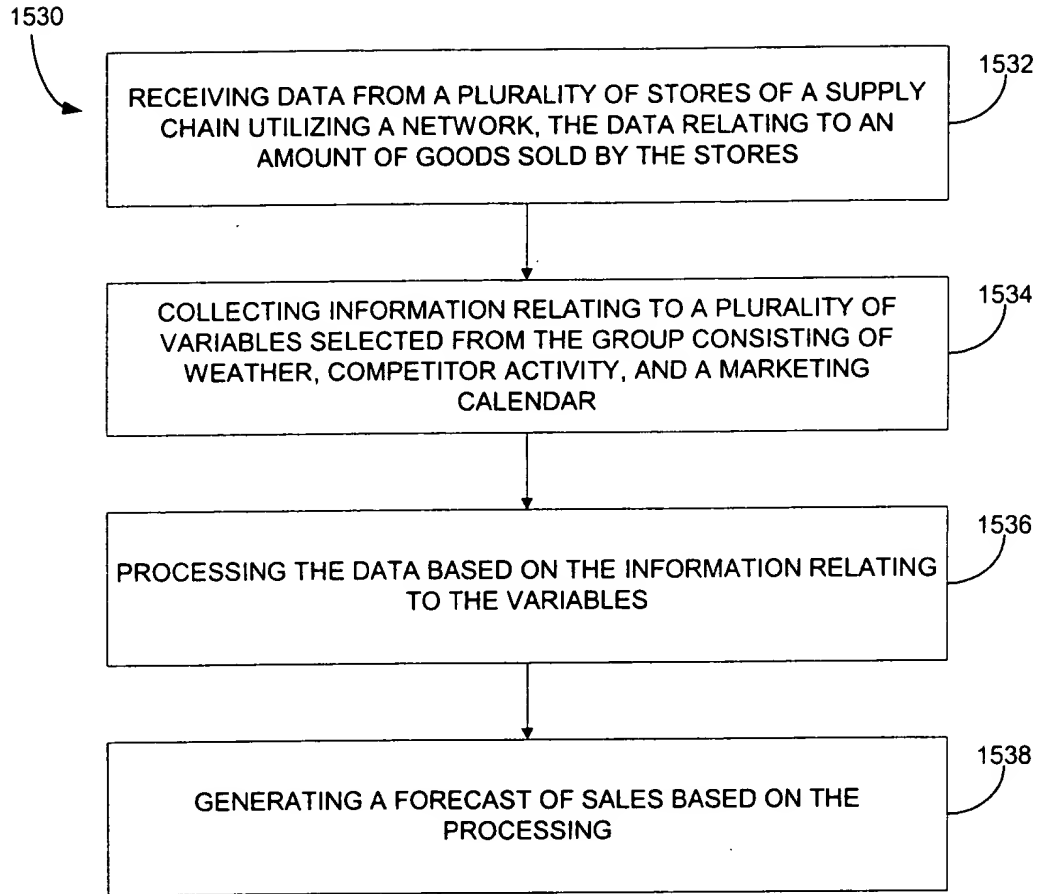 1530
1532
RECEIVING DATA FROM A PLURALITY OF STORES OF A SUPPLY
CHAIN UTILIZING A NETWORK, THE DATA RELATING TO AN
AMOUNT OF GOODS SOLD BY THE STORES
1534
COLLECTING INFORMATION RELATING TO A PLURALITY OF
VARIABLES SELECTED FROM THE GROUP CONSISTING OF
WEATHER, COMPETITOR ACTIVITY, AND A MARKETING
CALENDAR
1536
PROCESSING THE DATA BASED ON THE INFORMATION RELATING
TO THE VARIABLES
1538
GENERATING A FORECAST OF SALES BASED ON THE
PROCESSING